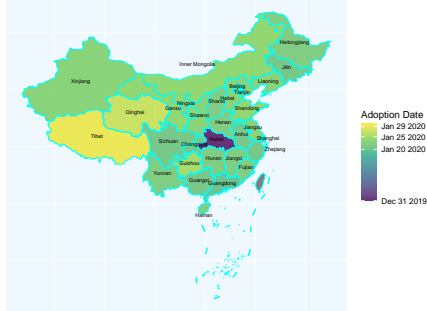 Heilongjiang
Jilin
Inner Mongolia
Liaoning
Xinjiang
Beijing
Tianjin
Hebei
Ningxia
Shanxi
Shandong
Qinghai
Gansu
Shaanxi
Henan
Jiangsu
Tibet
Anhui
Shanghai
Sichuan
Chongqing
Zhejiang
Hunan
Jiangxi
Guizhou
Fujian
Yunnan
Guangxi
Guangdong
Hainan
Adoption Date
Jan 29 2020
Jan 25 2020
Jan 20 2020
Dec 31 2019